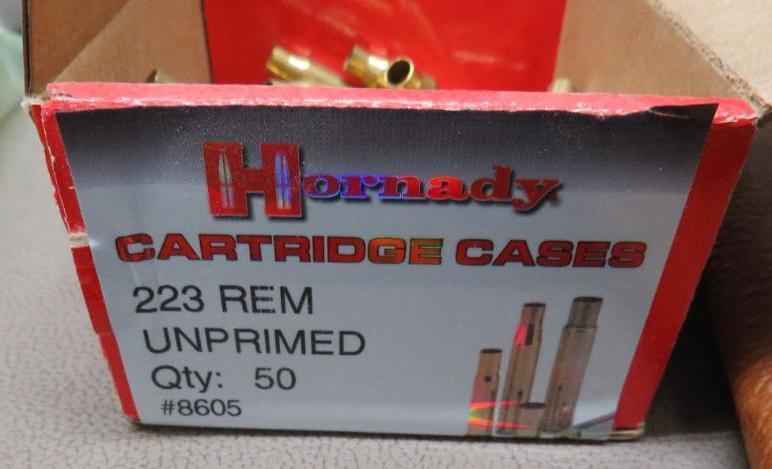 Hornady
CARTRIDGE CASES
223 REM
UNPRIMED
Qty: 50
#8605